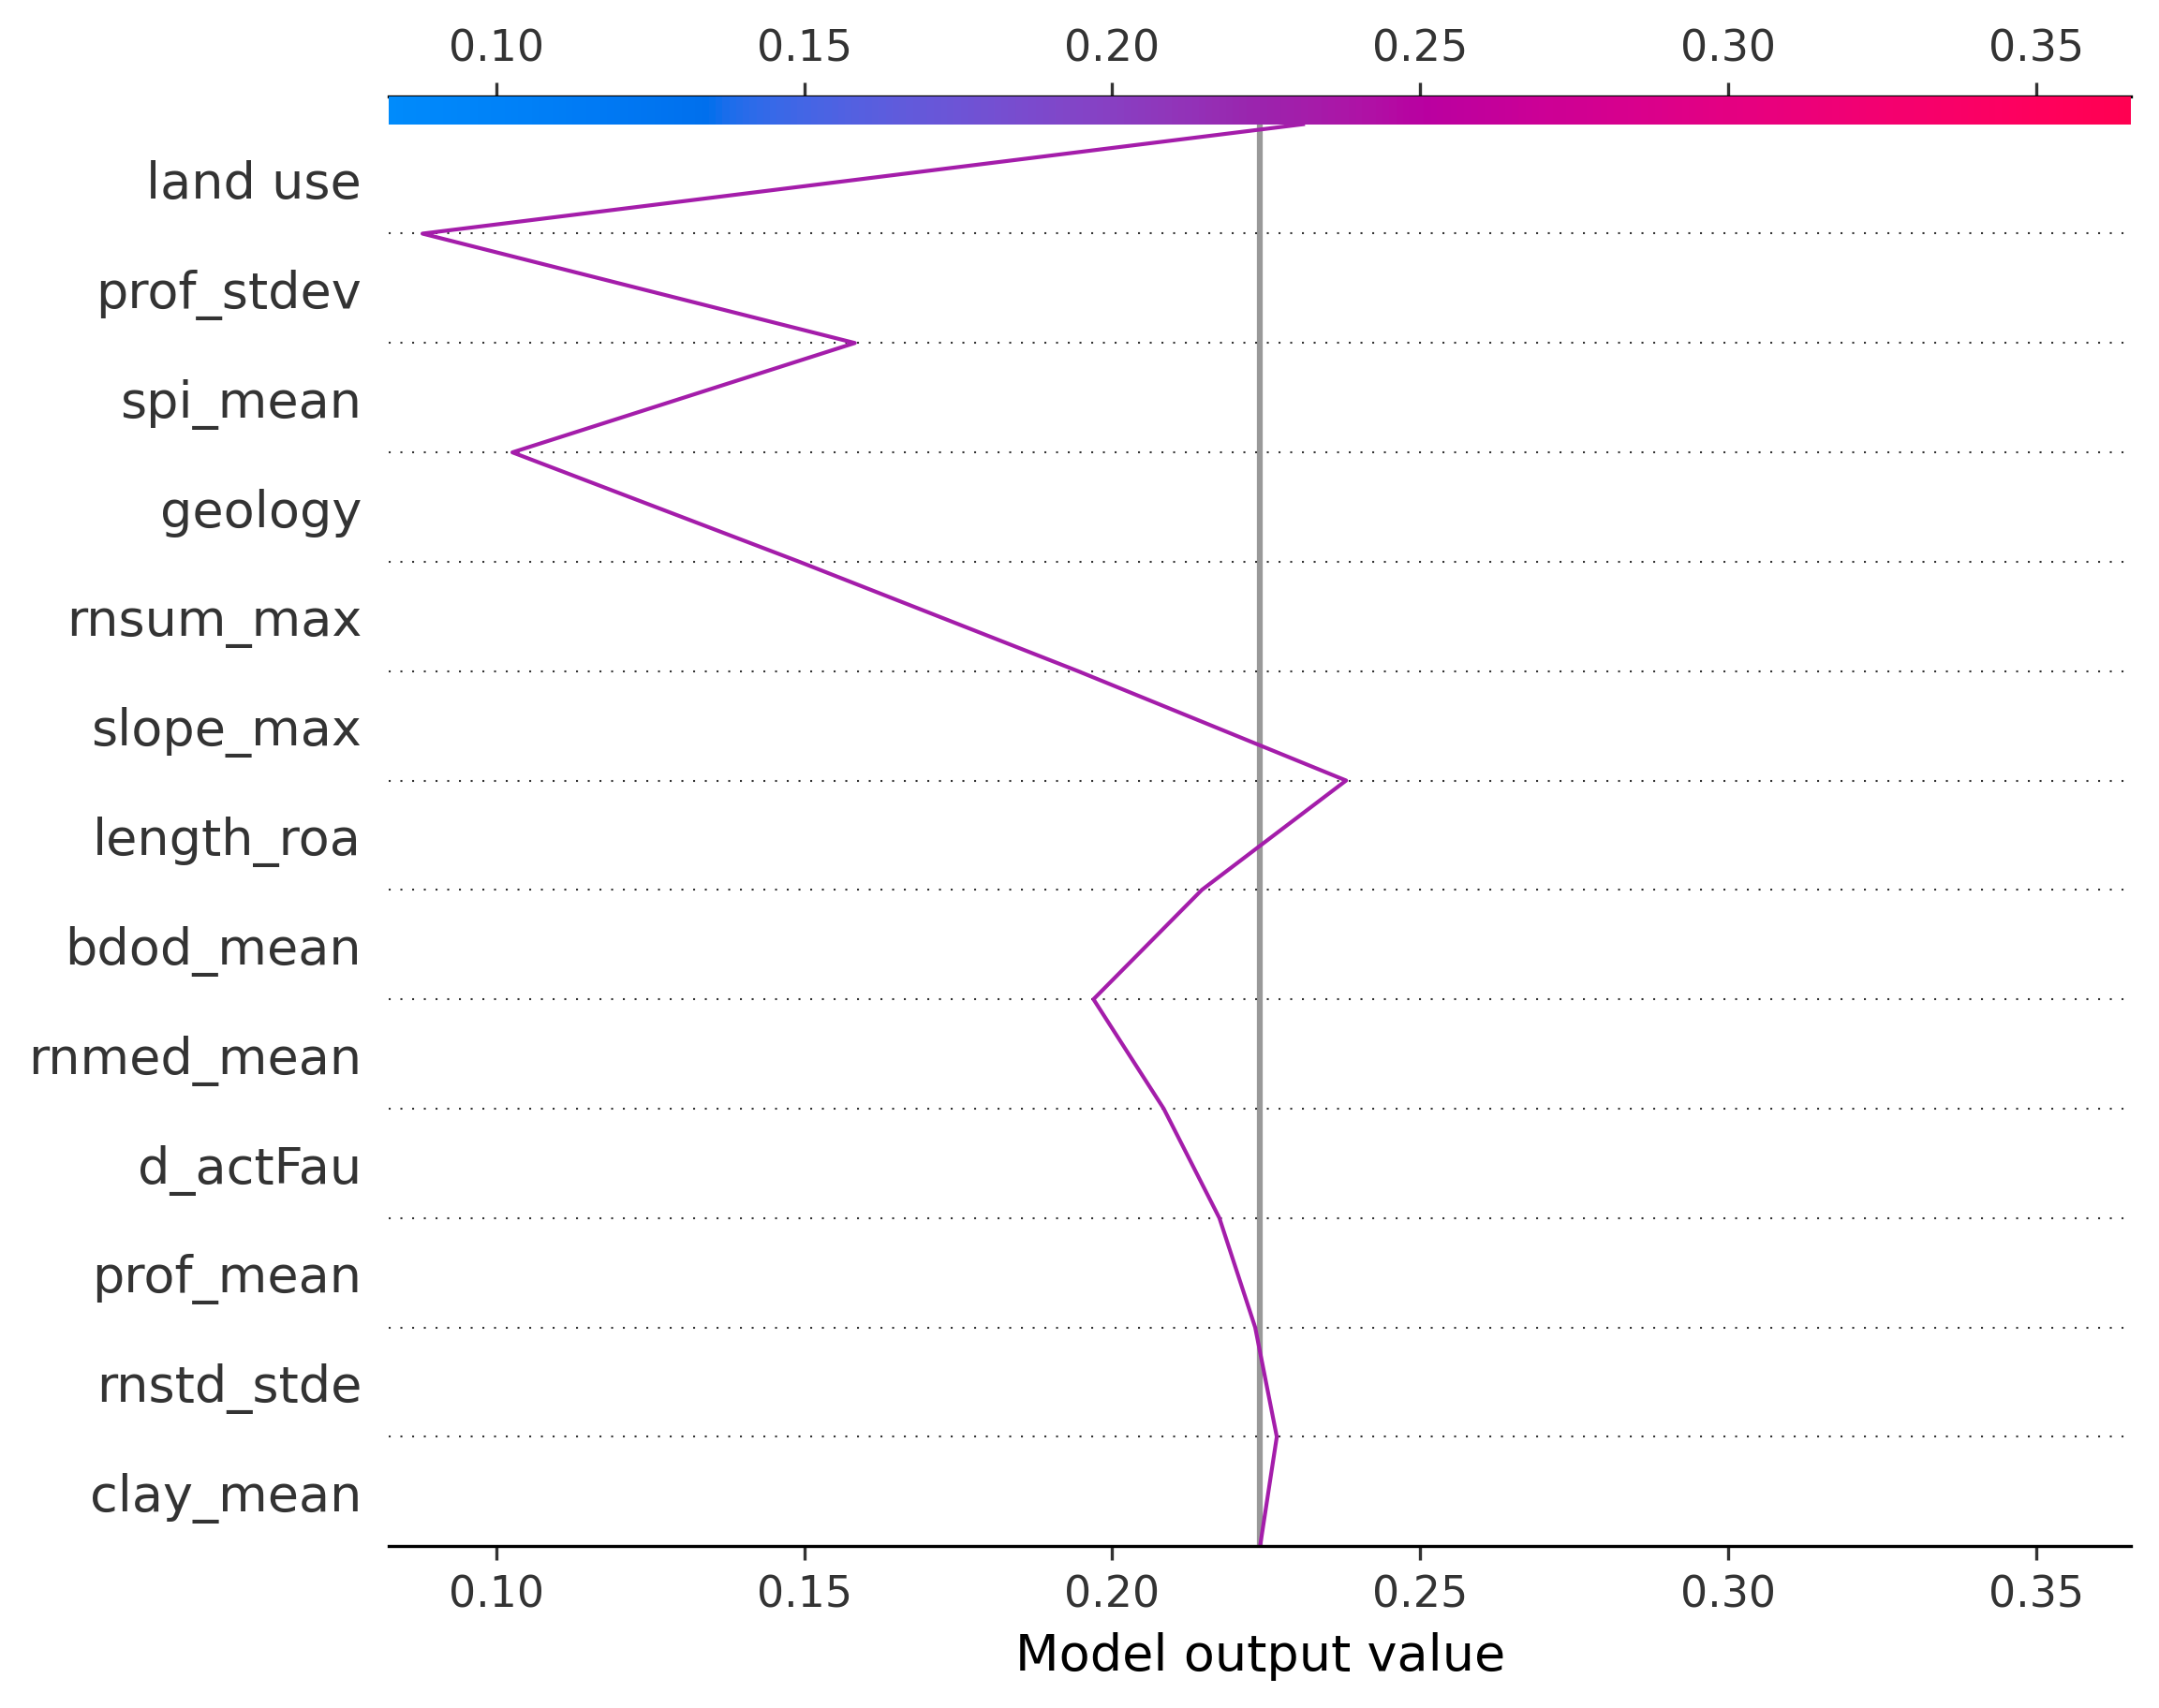 0.10 0.15 0.20 0.25 0.30 0.35
land use
prof_stdev
spi_mean
geology
rnsum_max
slope_max
length_roa
bdod_mean
rnmed_mean
d_actFau
prof_mean
rnstd_stde
clay_mean
0.10 0.15 0.20 0.25 0.30 0.35
Model output value